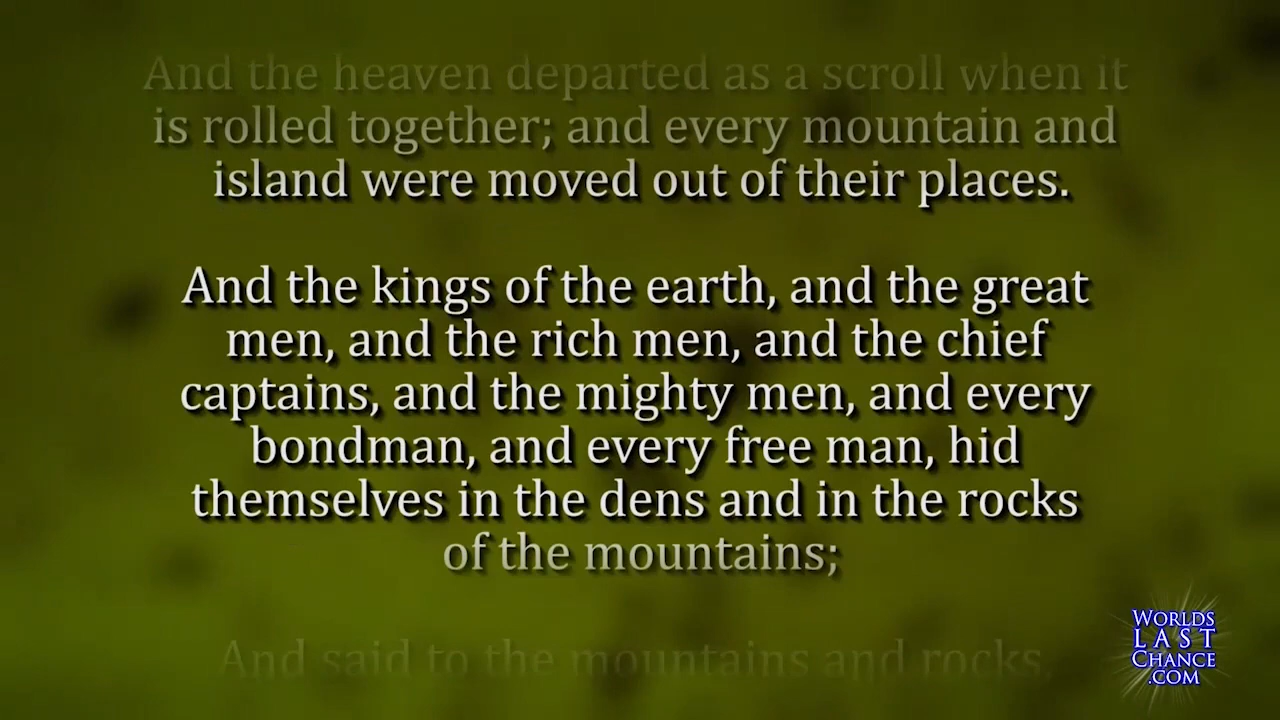 And the heaven departed as a scroll when it
is rolled together; and every mountain and
island were moved out of their places.
And the kings of the earth, and the great
men, and the rich men, and the chief
captains, and the mighty men, and every
bondman, and every free man, hid
themselves in the dens and in the rocks
of the mountains;
And said to the mountains and rocks,
WORLDS
LAST
CHANCE
.COM